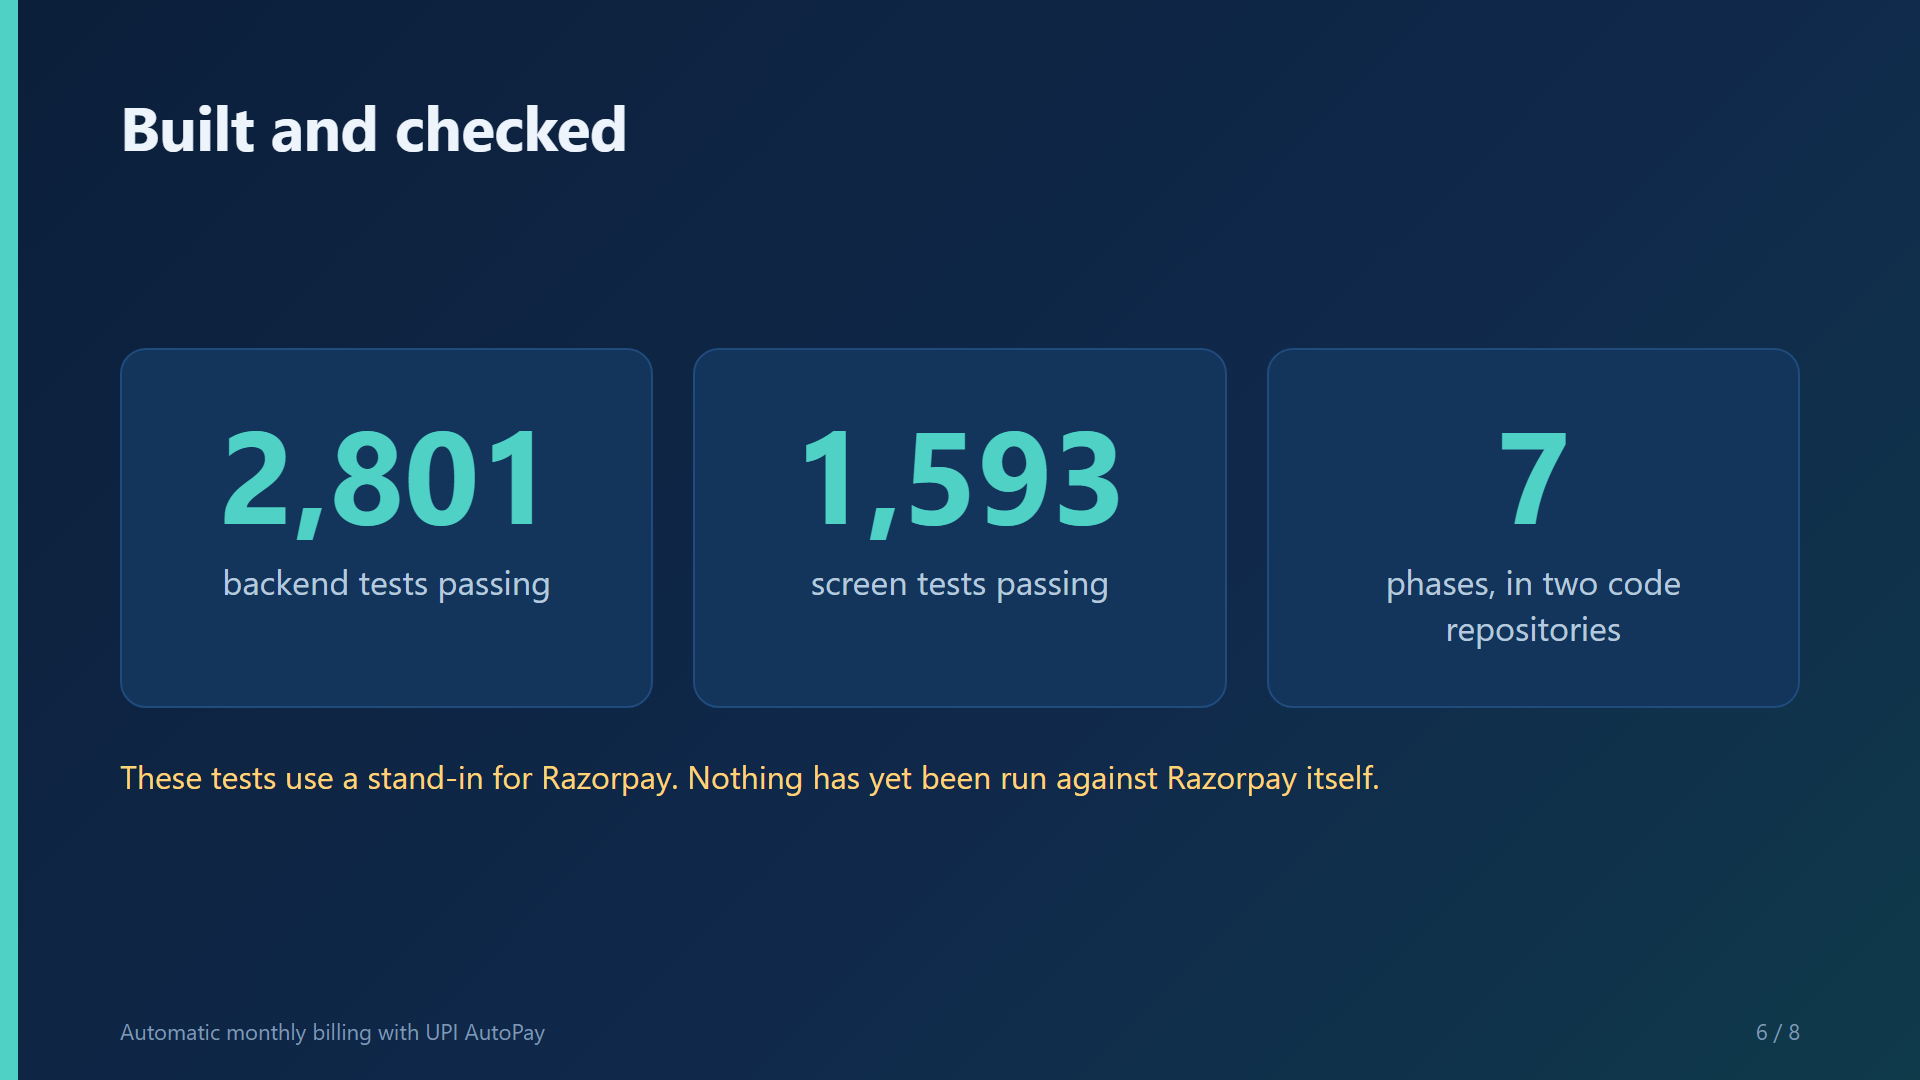 Built and checked
2,801
backend tests passing
1,593
screen tests passing
7
phases, in two code
repositories
These tests use a stand-in for Razorpay. Nothing has yet been run against Razorpay itself.
Automatic monthly billing with UPI AutoPay
6 / 8